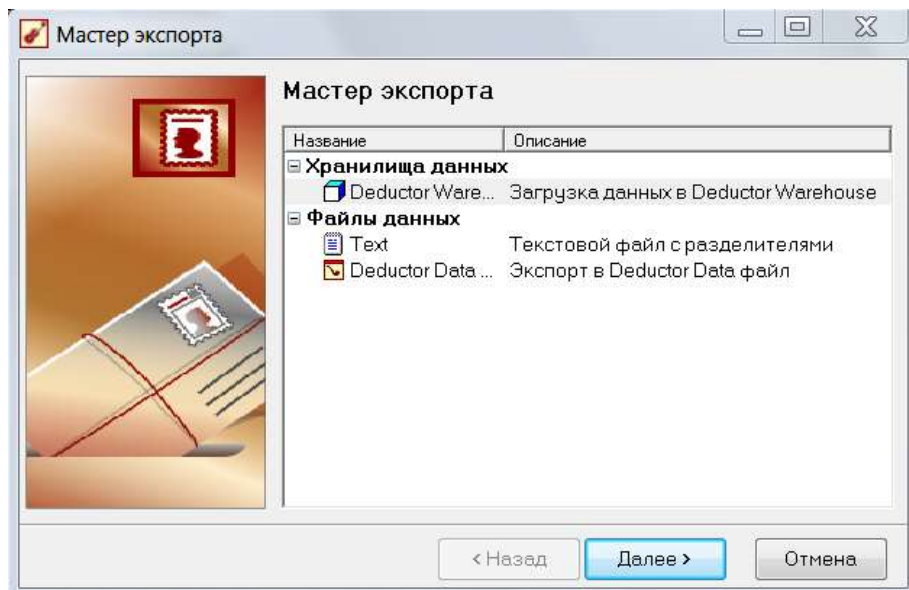 Мастер экспорта
Мастер экспорта
Название Описание
Хранилища данных
Deductor Ware... Загрузка данных в Deductor Warehouse
Файлы данных
Text Текстовой файл с разделителями
Deductor Data ... Экспорт в Deductor Data файл
< Назад Далее > Отмена